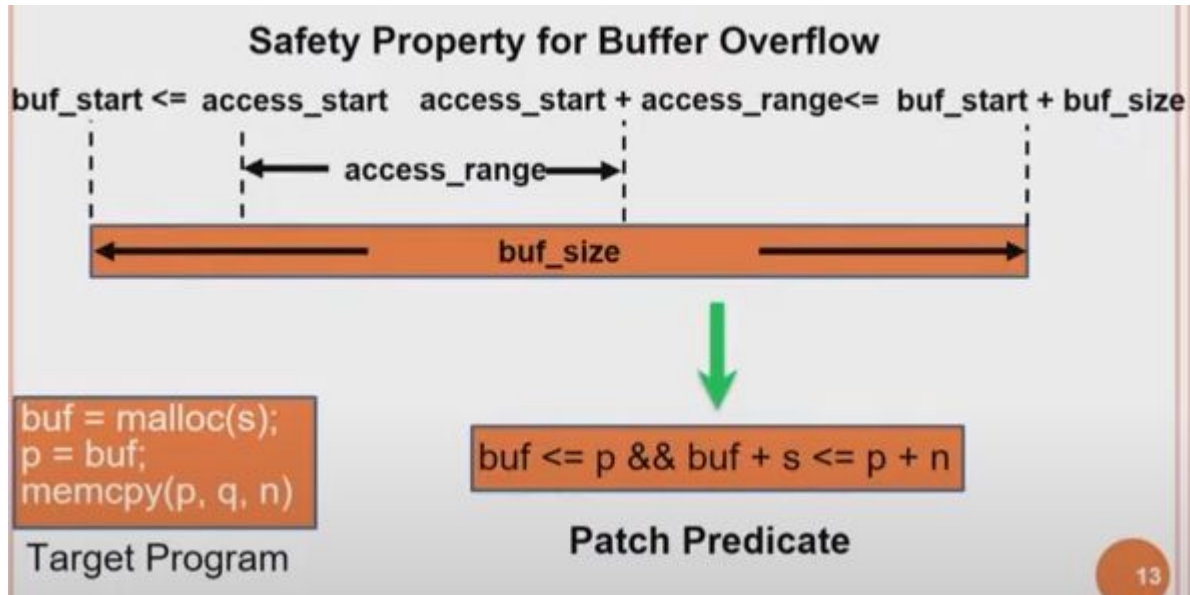 Safety Property for Buffer Overflow
buf_start <= access_start access_start + access_range<= buf_start + buf_size
access_range
buf_size
buf = malloc(s);
p = buf;
memcpy(p, q, n)
Target Program
buf <= p && buf + s <= p + n
Patch Predicate
13